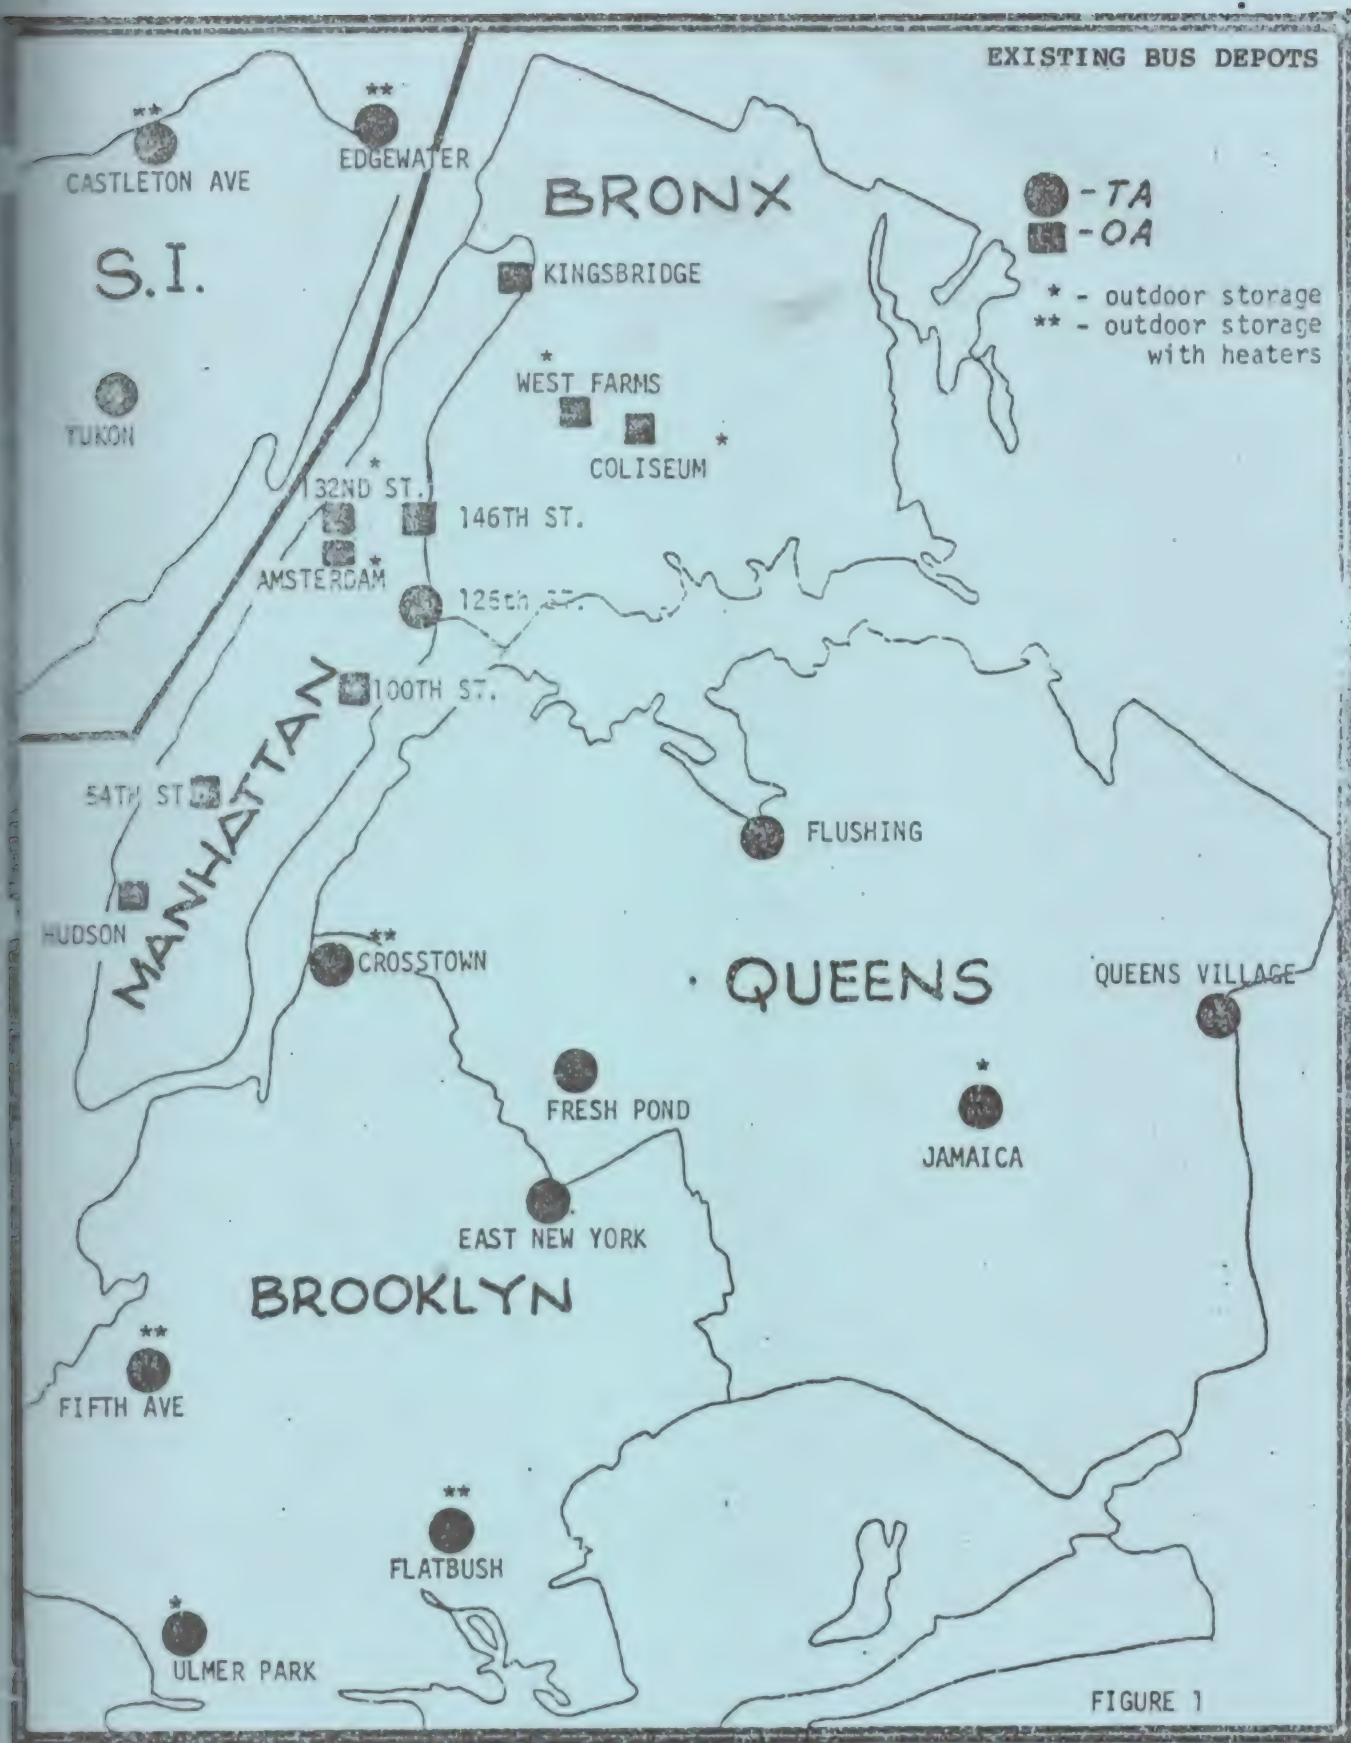 EXISTING BUS DEPOTS
**
**
EDGEWATER
CASTLETON AVE
BRONX
- TA
- OA
S.I.
KINGSBRIDGE
* - outdoor storage
** - outdoor storage
with heaters
*
WEST FARMS
YUKON
*
COLISEUM
*
132ND ST.
146TH ST.
AMSTERDAM *
125th ST.
100TH ST.
MANHATTAN
54TH ST
FLUSHING
HUDSON
**
CROSSTOWN
QUEENS
QUEENS VILLAGE
*
FRESH POND
JAMAICA
EAST NEW YORK
BROOKLYN
**
FIFTH AVE
**
FLATBUSH
*
ULMER PARK
FIGURE 1